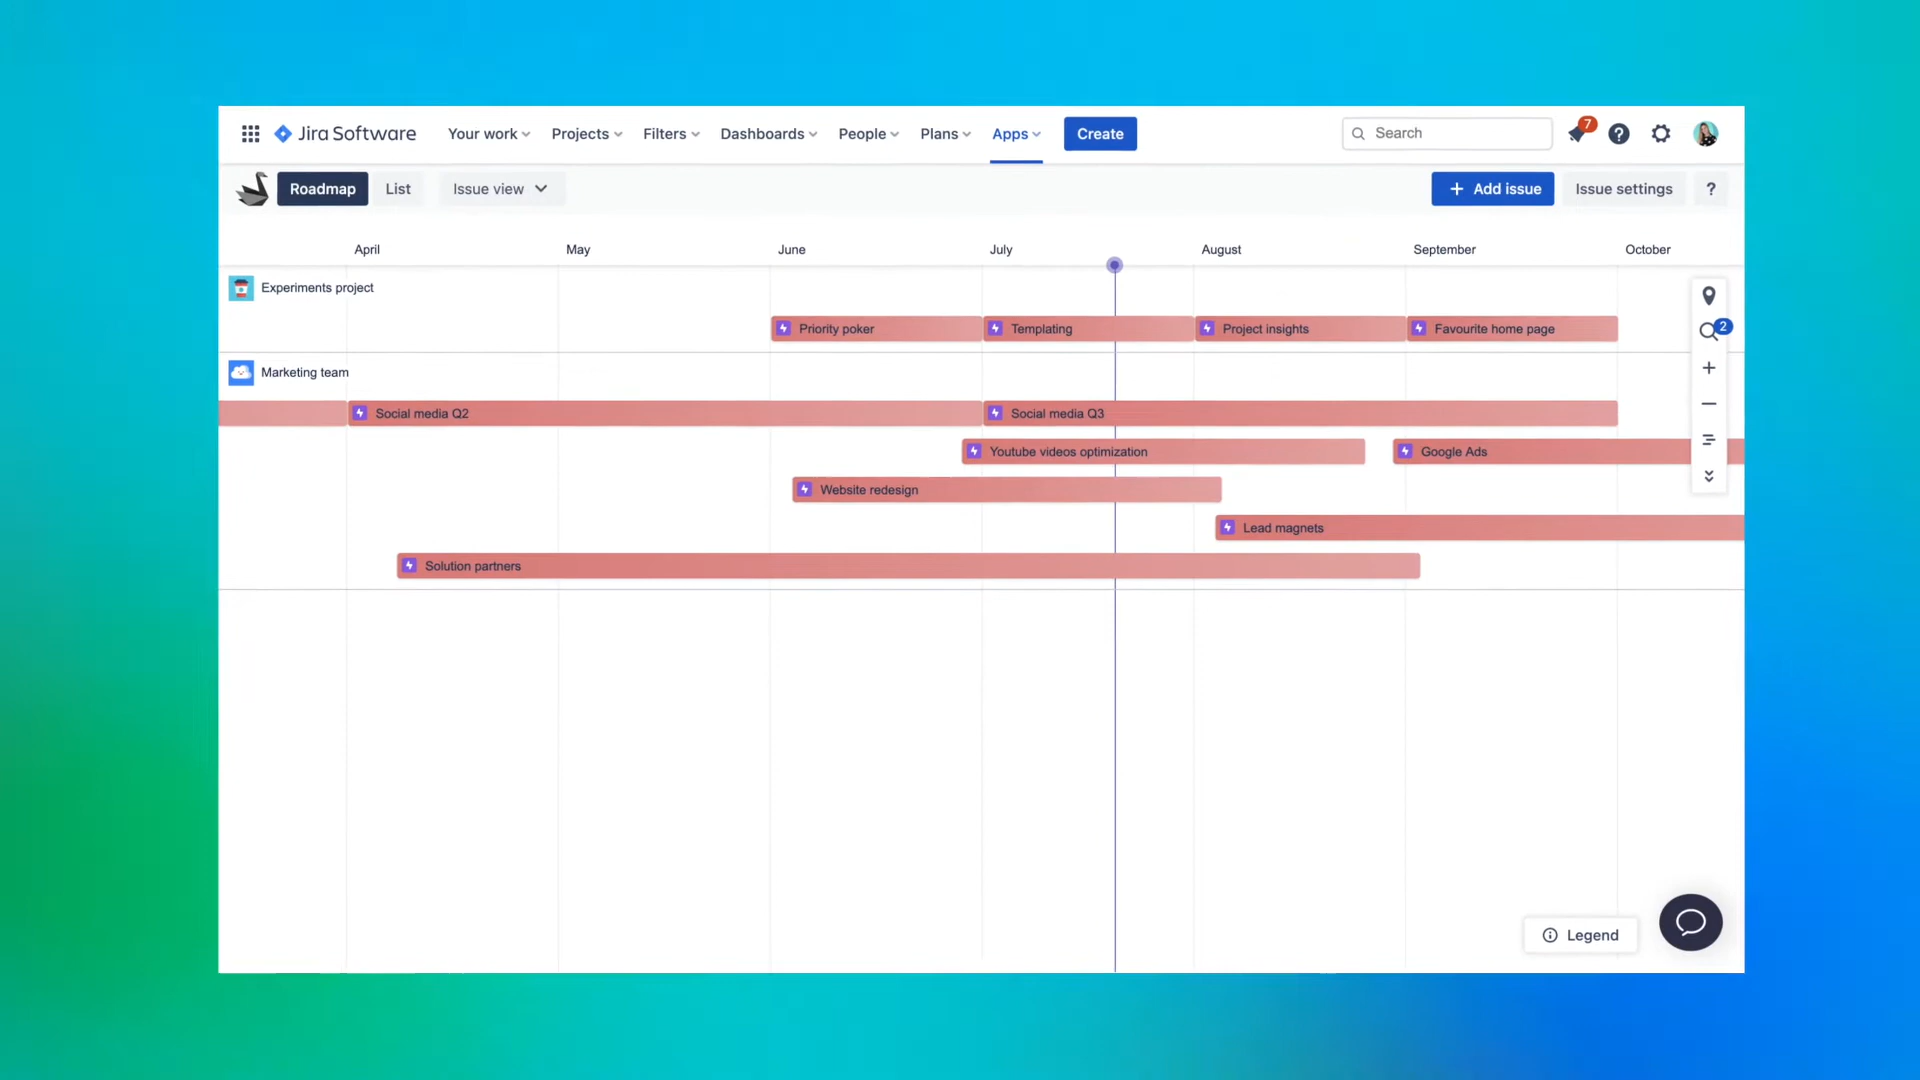 Jira Software Your work Projects Filters Dashboards People Plans Apps Create Search 7 ?
Roadmap List Issue view + Add issue Issue settings ?
April May June July August September October
Experiments project
Priority poker Templating Project insights Favourite home page
2
Marketing team
Social media Q2 Social media Q3
Youtube videos optimization Google Ads
Website redesign
Lead magnets
Solution partners
Legend